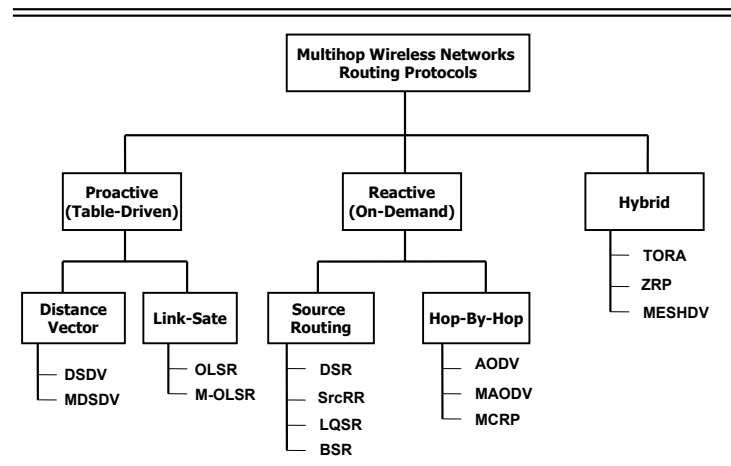 Multihop Wireless Networks
Routing Protocols
Proactive
(Table-Driven)
Reactive
(On-Demand)
Hybrid
TORA
ZRP
MESHDV
Distance
Vector
Link-Sate
Source
Routing
Hop-By-Hop
DSDV
MDSDV
OLSR
M-OLSR
DSR
SrcRR
LQSR
BSR
AODV
MAODV
MCRP